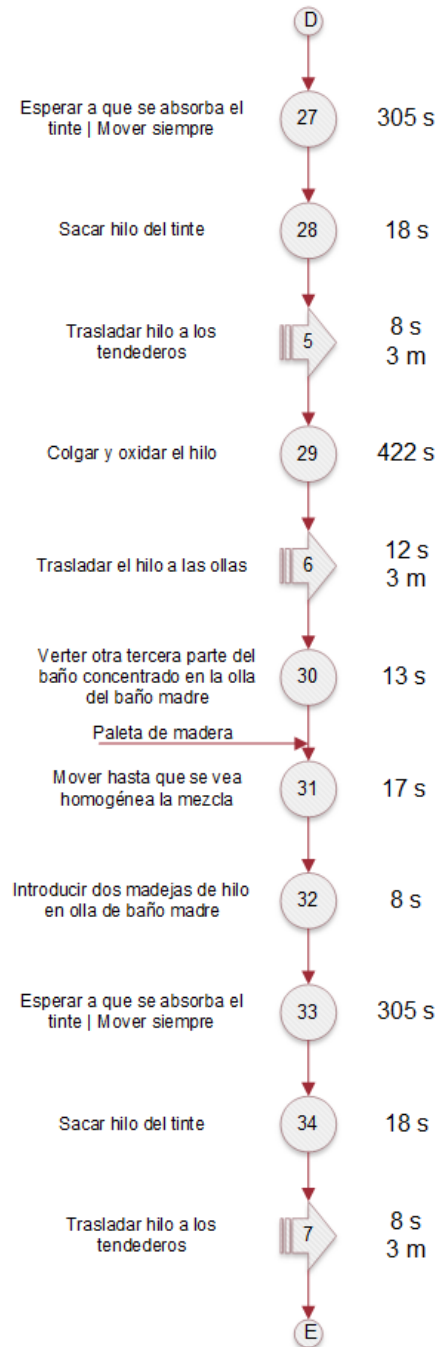 D
Esperar a que se absorba el
tinte | Mover siempre
27
305 s
Sacar hilo del tinte
28
18 s
Trasladar hilo a los
tendederos
5
8 s
3 m
Colgar y oxidar el hilo
29
422 s
Trasladar el hilo a las ollas
6
12 s
3 m
Verter otra tercera parte del
baño concentrado en la olla
del baño madre
30
13 s
Paleta de madera
Mover hasta que se vea
homogénea la mezcla
31
17 s
Introducir dos madejas de hilo
en olla de baño madre
32
8 s
Esperar a que se absorba el
tinte | Mover siempre
33
305 s
Sacar hilo del tinte
34
18 s
Trasladar hilo a los
tendederos
7
8 s
3 m
E